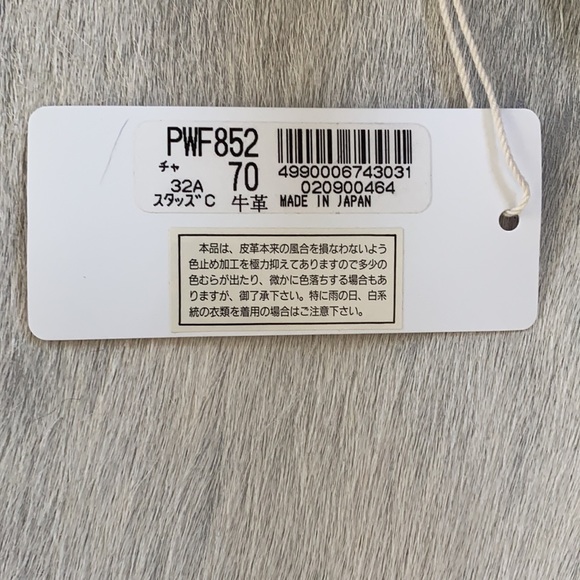 PWF852
チャ 70
32A
スタッズC 牛革
4990006743031
020900464
MADE IN JAPAN
本品は、皮革本来の風合を損なわないよう
色止め加工を極力抑えてありますので多少の
色むらが出たり、微かに色落ちする場合もあ
りますが、御了承下さい。特に雨の日、白系
統の衣類を着用の場合はご注意下さい。